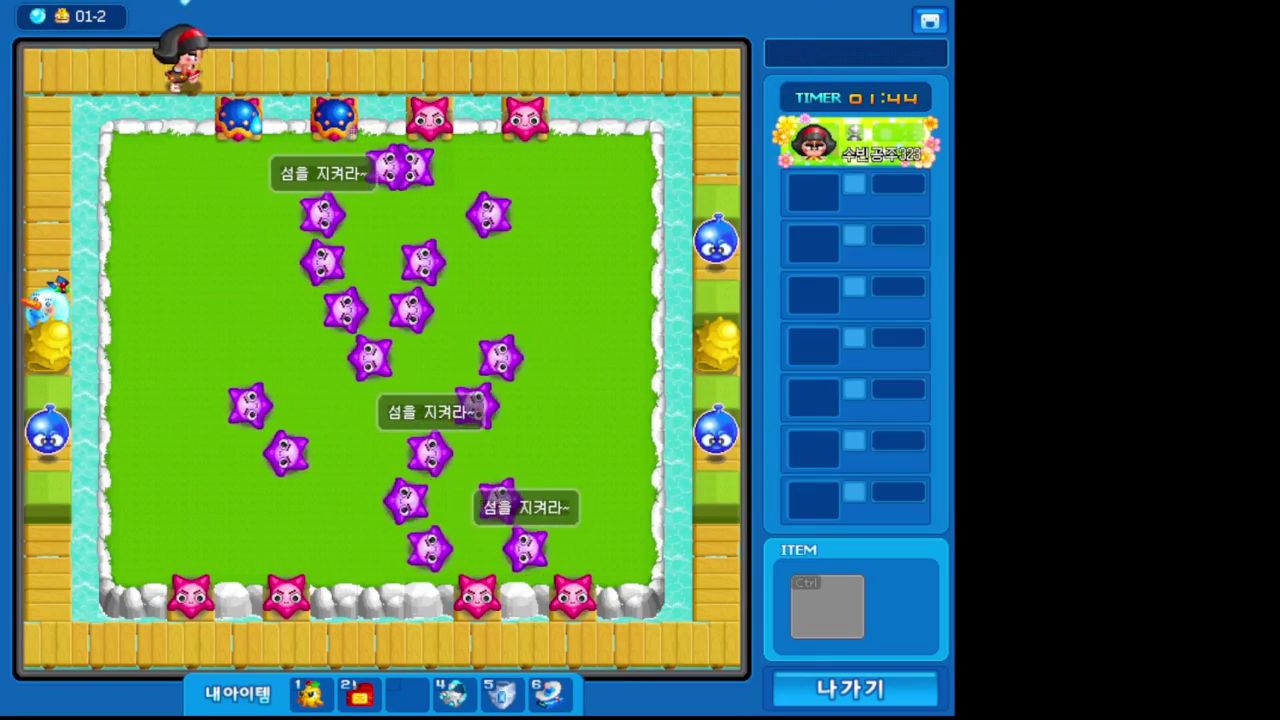 01-2
TIMER 01:44
수빈공주323
섬을 지켜라~
섬을 지켜라~
섬을 지켜라~
ITEM
Ctrl
내아이템
1
2
4
5
6
나가기